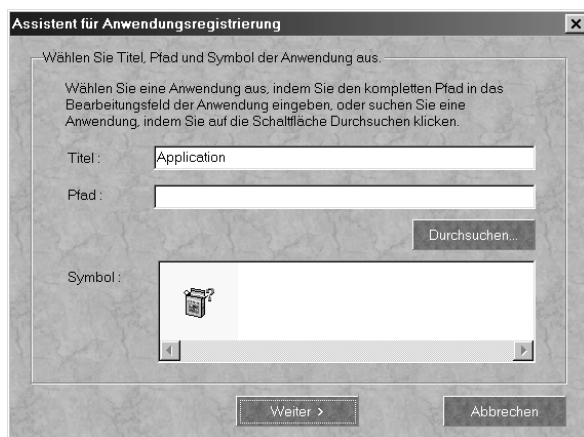 Assistent für Anwendungsregistrierung
Wählen Sie Titel, Pfad und Symbol der Anwendung aus.
Wählen Sie eine Anwendung aus, indem Sie den kompletten Pfad in das
Bearbeitungsfeld der Anwendung eingeben, oder suchen Sie eine
Anwendung, indem Sie auf die Schaltfläche Durchsuchen klicken.
Titel :
Application
Pfad :
Durchsuchen...
Symbol :
Weiter >
Abbrechen